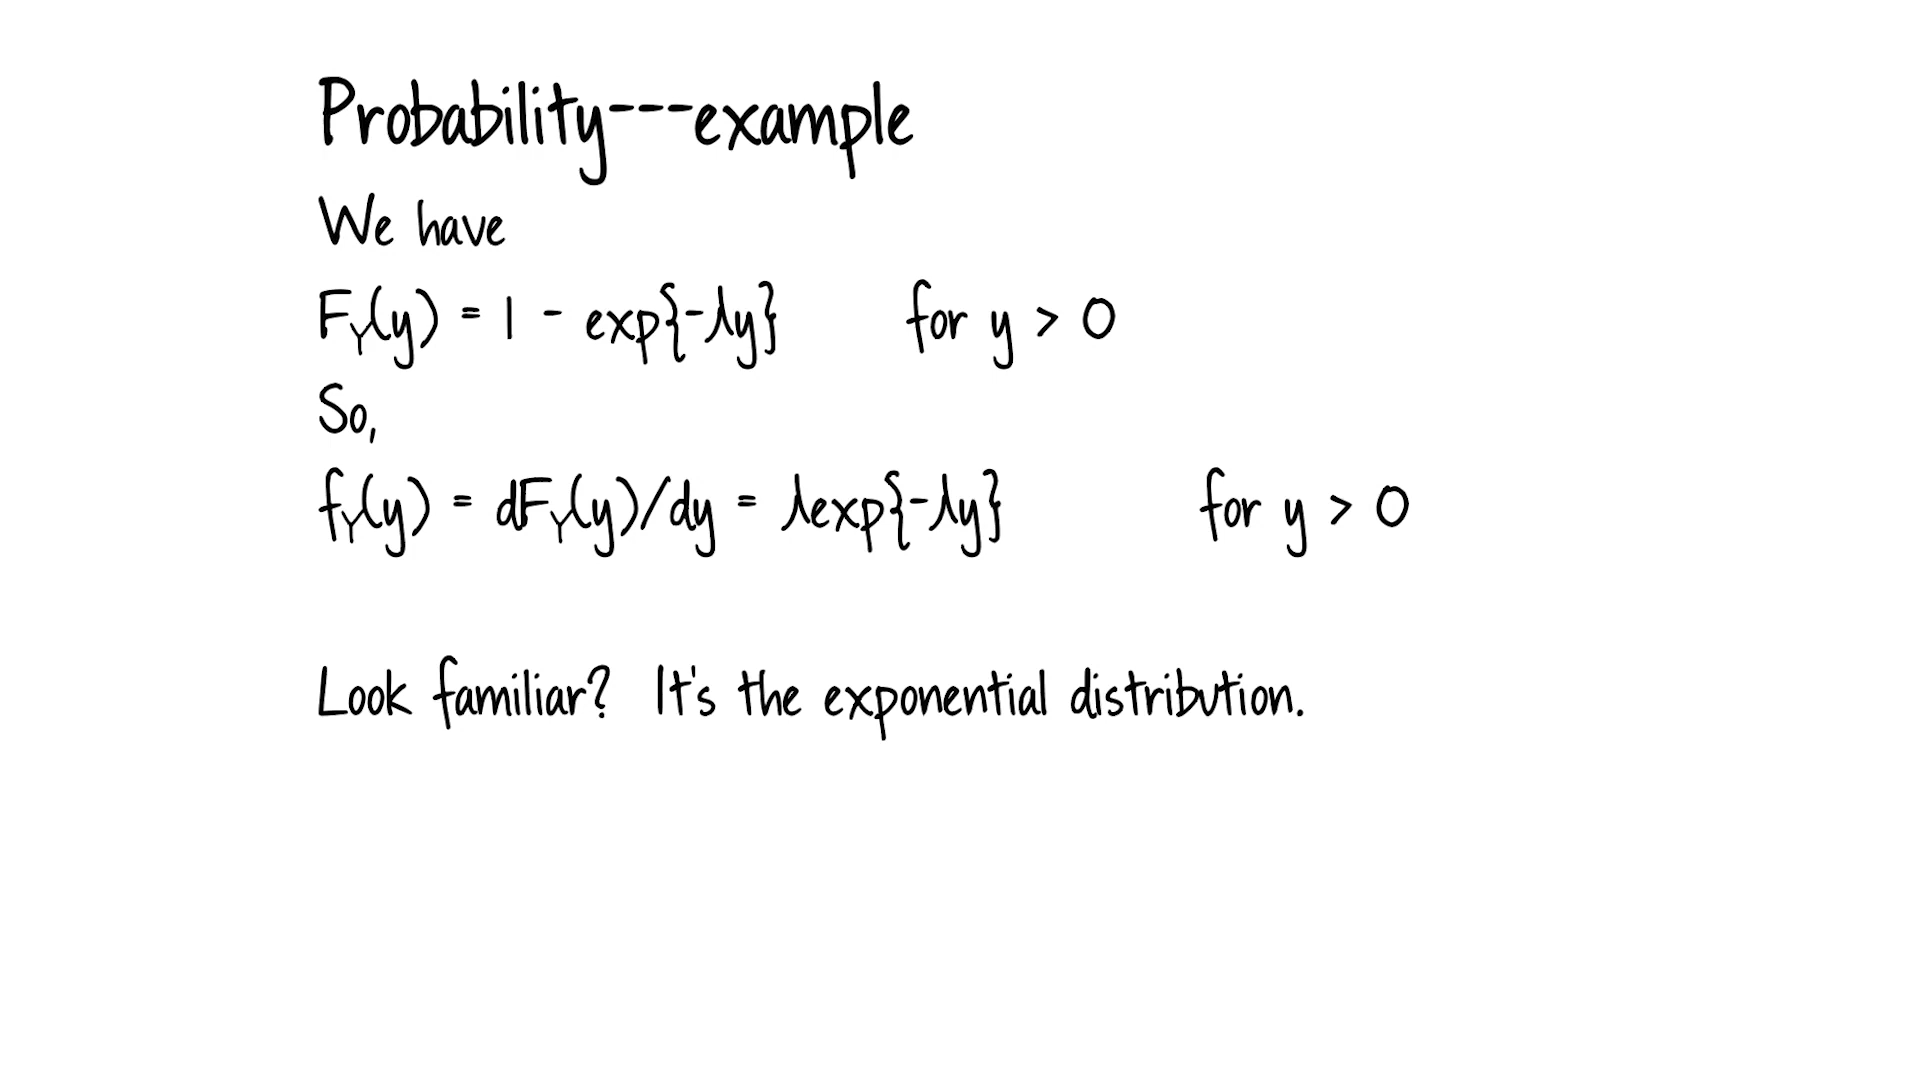 Probability---example
We have
F_Y(y) = 1 - exp{-λy} for y > 0
So,
f_Y(y) = dF_Y(y)/dy = λexp{-λy} for y > 0
Look familiar? It's the exponential distribution.